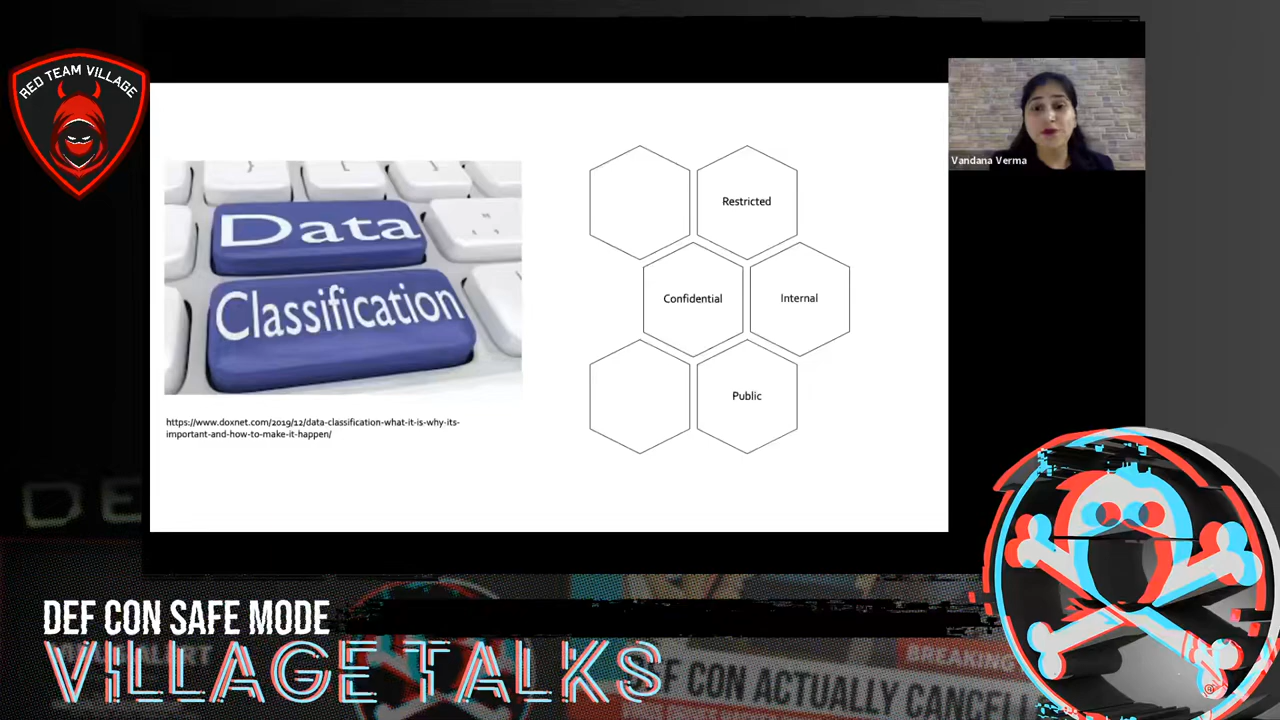 RED TEAM VILLAGE
Vandana Verma
Data
Classification
Restricted
Confidential
Internal
Public
https://www.doxnet.com/2019/12/data-classification-what-it-is-why-its-
important-and-how-to-make-it-happen/
DEF CON SAFE MODE
VILLAGE TALKS
BREAKING
DEF CON ACTUALLY